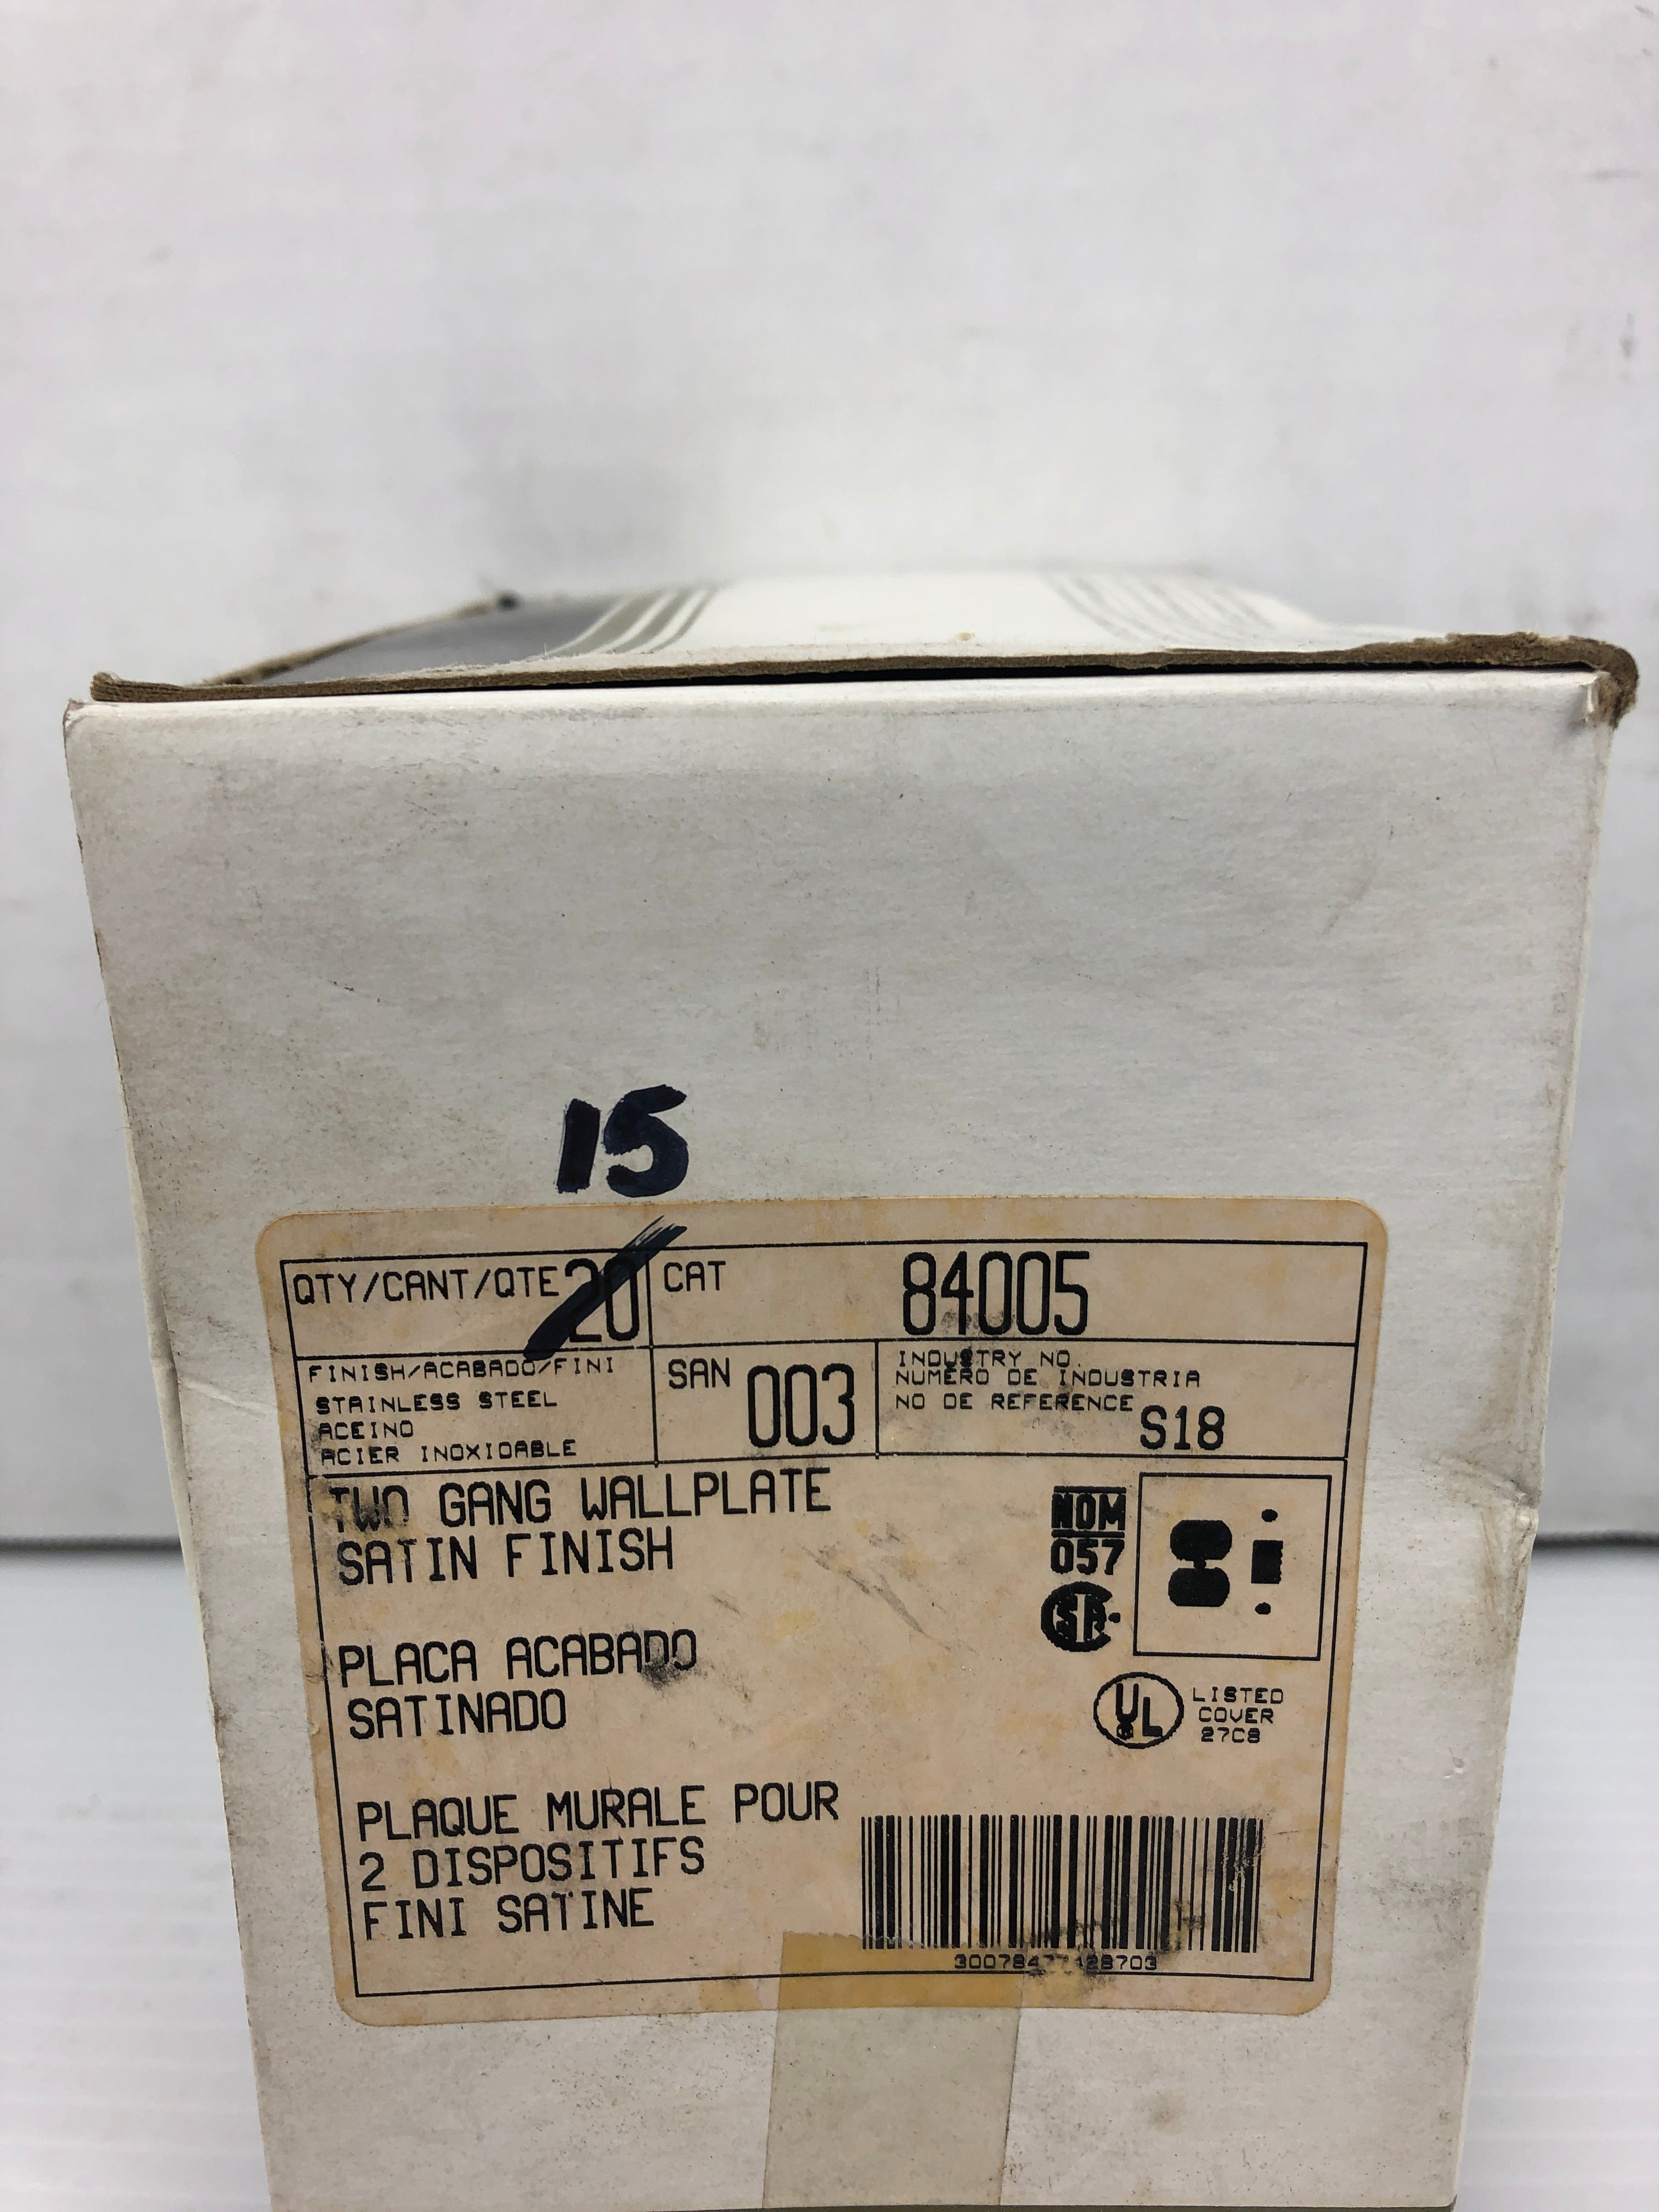 15
QTY/CANT/QTE 20
CAT 84005
FINISH/ACABADO/FINI
STAINLESS STEEL
ACEINO
ACIER INOXIDABLE
SAN 003
INDUSTRY NO.
NUMERO DE INDUSTRIA
NO DE REFERENCE S18
TWO GANG WALLPLATE
SATIN FINISH
NOM
057
PLACA ACABADO
SATINADO
UL LISTED
COVER
27C8
PLAQUE MURALE POUR
2 DISPOSITIFS
FINI SATINE